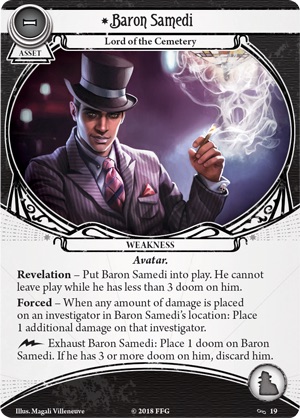 Baron Samedi
ASSET
Lord of the Cemetery
WEAKNESS
Avatar.
Revelation – Put Baron Samedi into play. He cannot
leave play while he has less than 3 doom on him.
Forced – When any amount of damage is placed
on an investigator in Baron Samedi's location: Place
1 additional damage on that investigator.
Exhaust Baron Samedi: Place 1 doom on Baron
Samedi. If he has 3 or more doom on him, discard him.
Illus. Magali Villeneuve
© 2018 FFG
19